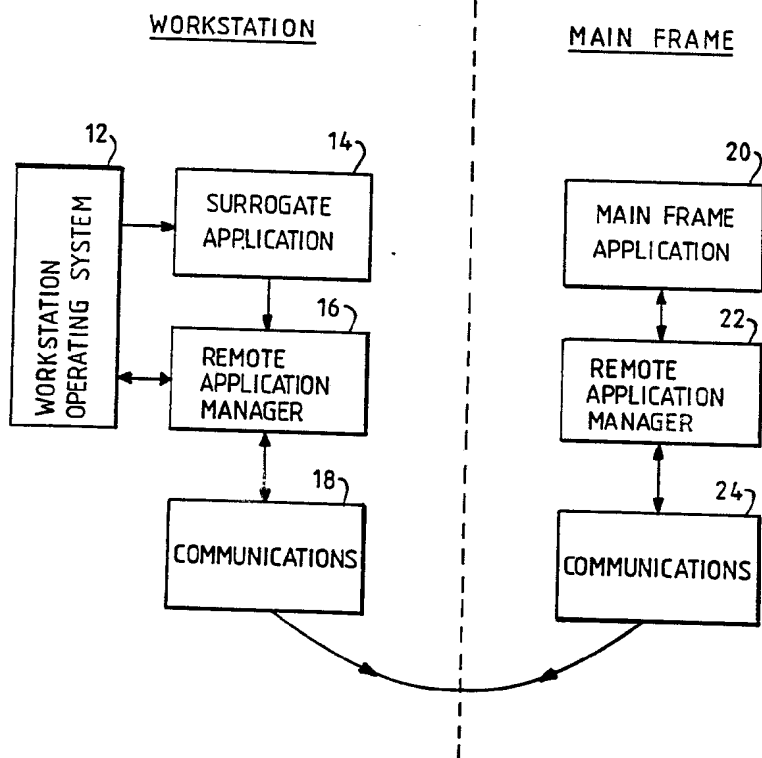 WORKSTATION
MAIN FRAME
12
14
20
WORKSTATION
OPERATING SYSTEM
SURROGATE
APPLICATION
MAIN FRAME
APPLICATION
16
22
REMOTE
APPLICATION
MANAGER
REMOTE
APPLICATION
MANAGER
18
24
COMMUNICATIONS
COMMUNICATIONS